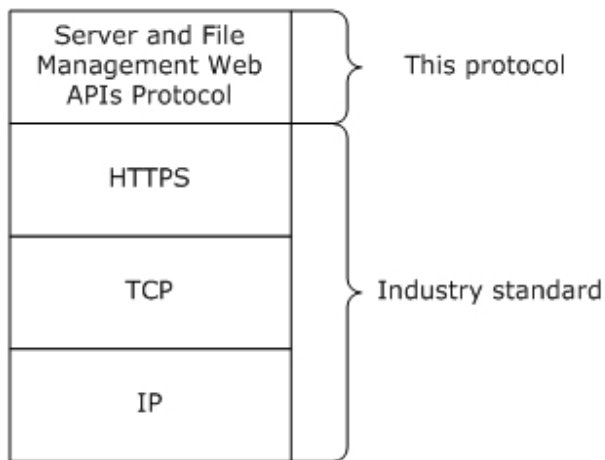 Server and File
Management Web
APIs Protocol
This protocol
HTTPS
TCP
Industry standard
IP